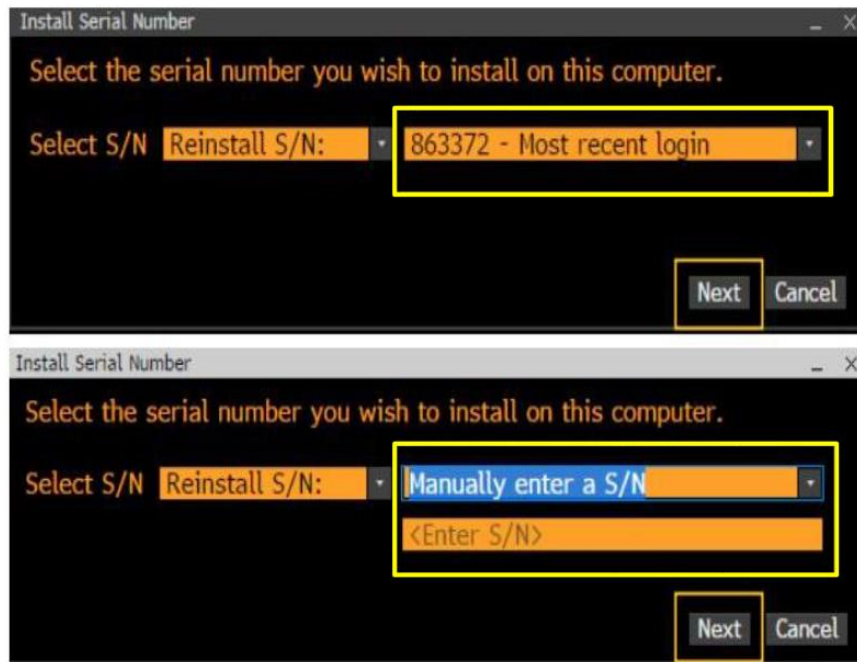 Install Serial Number
Select the serial number you wish to install on this computer.
Select S/N Reinstall S/N: 863372 - Most recent login
Next Cancel
Install Serial Number
Select the serial number you wish to install on this computer.
Select S/N Reinstall S/N: Manually enter a S/N
<Enter S/N>
Next Cancel